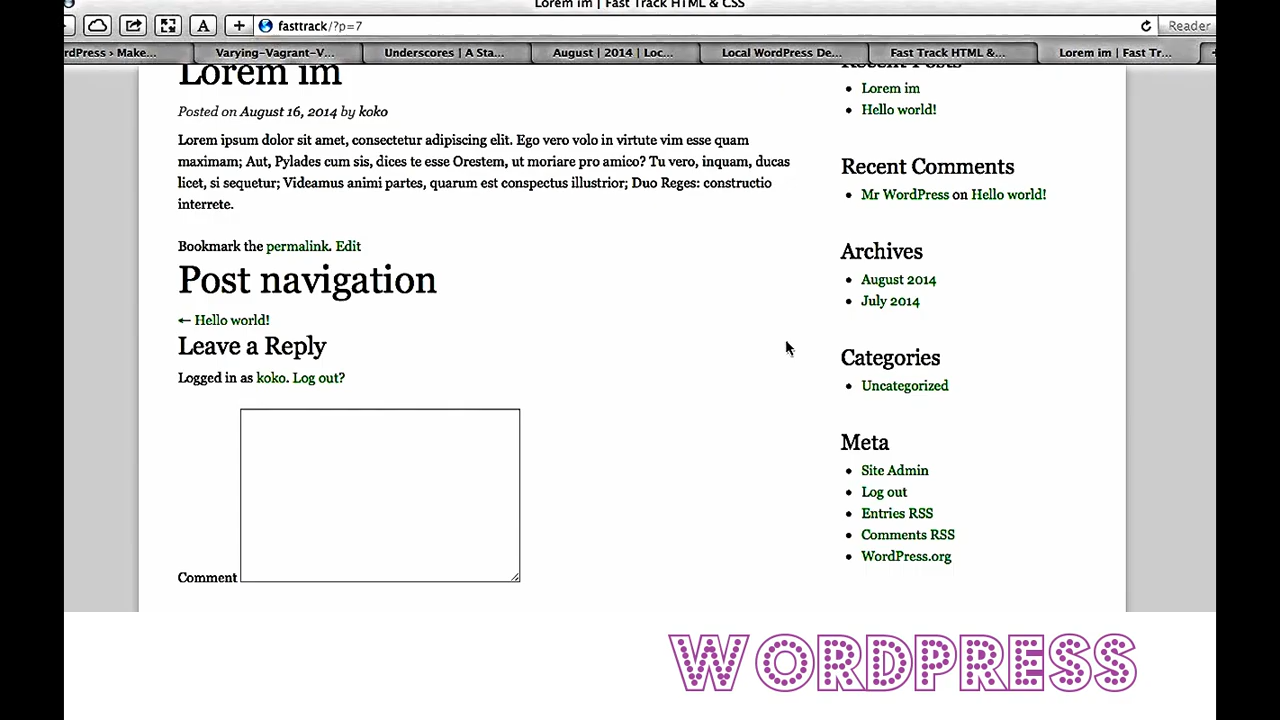 Lorem im | Fast Track HTML & CSS
A + fasttrack/?p=7 Reader
rdPress › Make... Varying-Vagrant-V... Underscores | A Sta... August | 2014 | Loc... Local WordPress De... Fast Track HTML &... Lorem im | Fast Tr...
Lorem im
Posted on August 16, 2014 by koko
Lorem ipsum dolor sit amet, consectetur adipiscing elit. Ego vero volo in virtute vim esse quam
maximam; Aut, Pylades cum sis, dices te esse Orestem, ut moriare pro amico? Tu vero, inquam, ducas
licet, si sequetur; Videamus animi partes, quarum est conspectus illustrior; Duo Reges: constructio
interrete.
Bookmark the permalink. Edit
Post navigation
← Hello world!
Leave a Reply
Logged in as koko. Log out?
Comment
Recent Posts
• Lorem im
• Hello world!
Recent Comments
• Mr WordPress on Hello world!
Archives
• August 2014
• July 2014
Categories
• Uncategorized
Meta
• Site Admin
• Log out
• Entries RSS
• Comments RSS
• WordPress.org
WORDPRESS